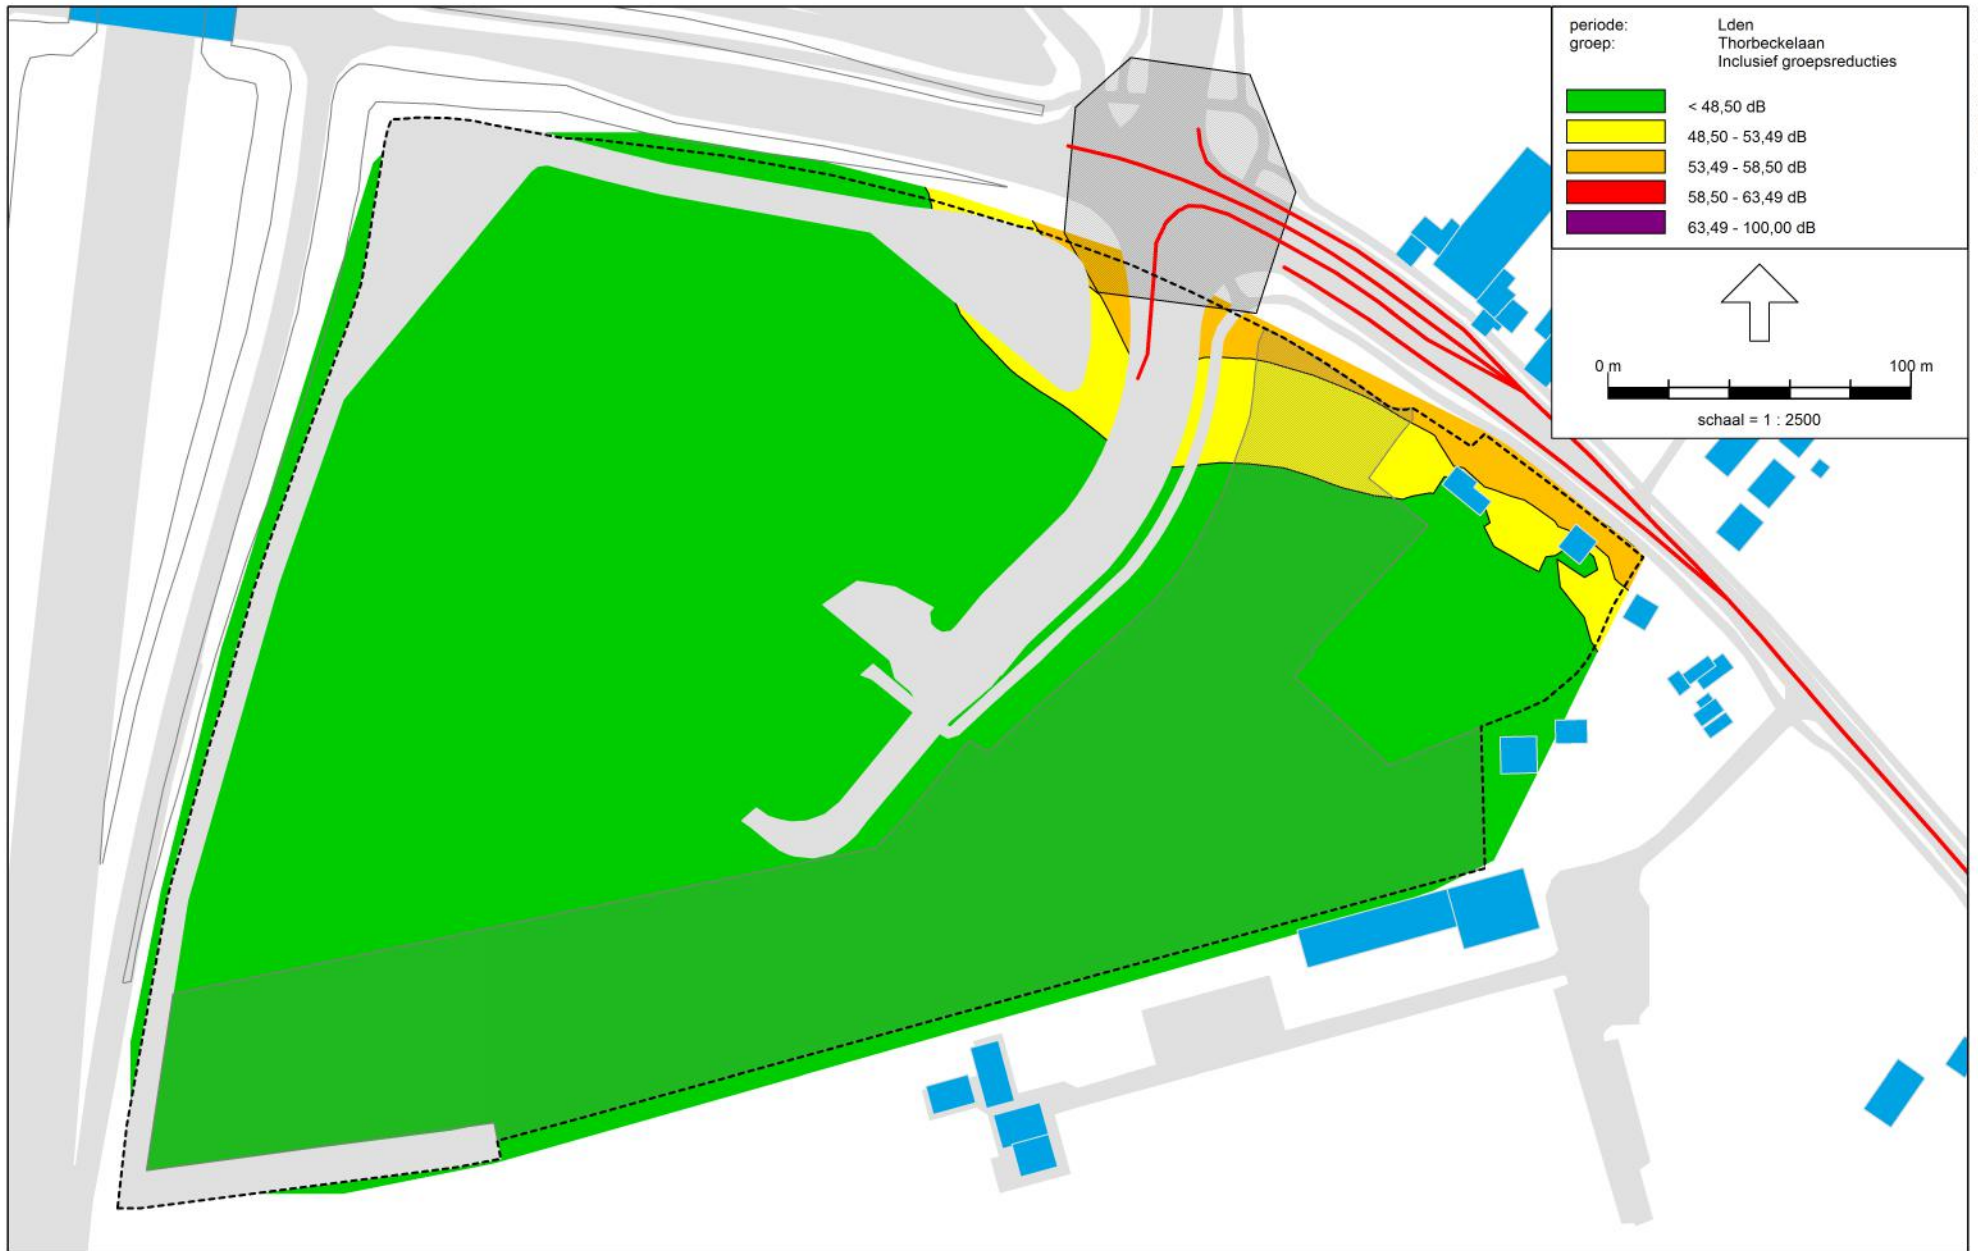 periode: Lden
groep: Thorbeckelaan
Inclusief groepsreducties
< 48,50 dB
48,50 - 53,49 dB
53,49 - 58,50 dB
58,50 - 63,49 dB
63,49 - 100,00 dB
0 m 100 m
schaal = 1 : 2500